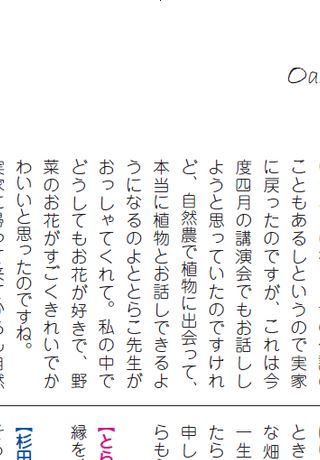 Oa
こともあるしというので実家
に戻ったのですが、これは今
度四月の講演会でもお話しし
ようと思っていたのですけれ
ど、自然農で植物に出会って、
本当に植物とお話しできるよ
うになるのよととらこ先生が
おっしゃてくれて。私の中で
どうしてもお花が好きで、野
菜のお花がすごくきれいでか
わいいと思ったのですね。
とき
な畑
一生
たら
申し
らも
【とら
縁を
【杉田